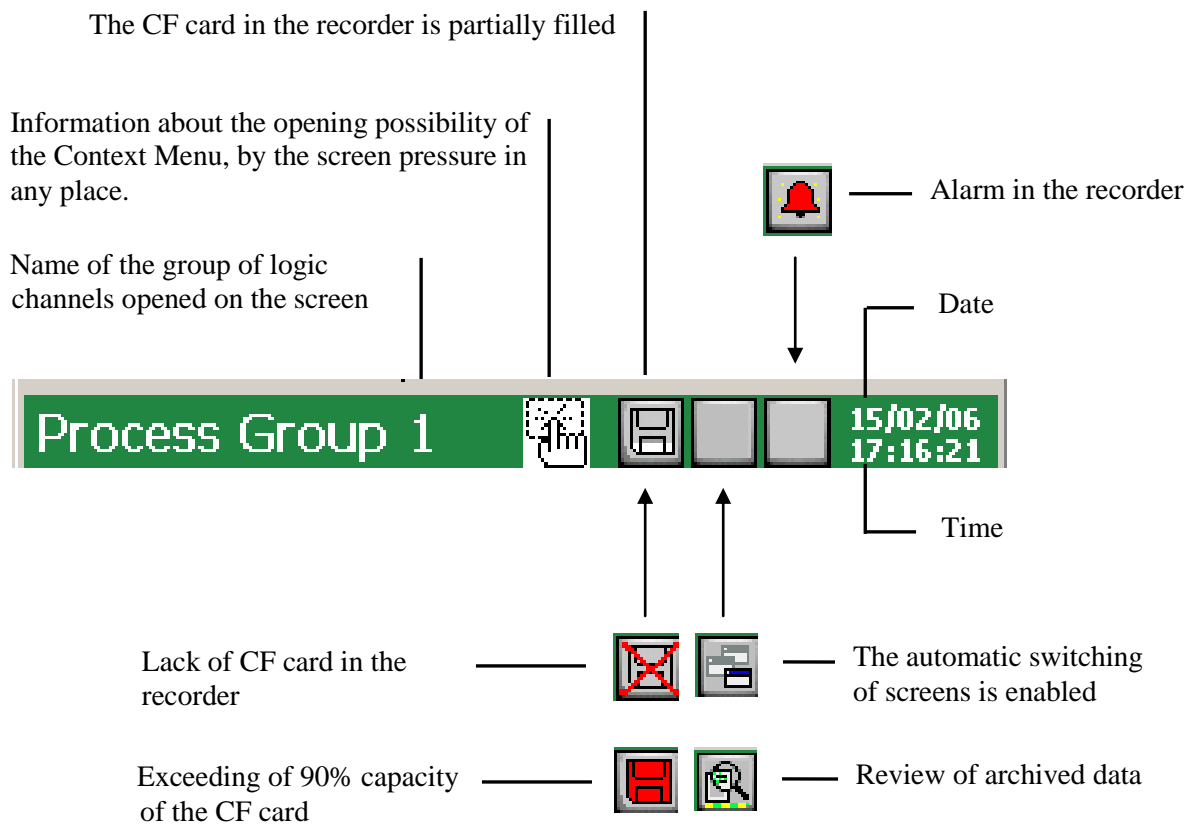 The CF card in the recorder is partially filled
Information about the opening possibility of
the Context Menu, by the screen pressure in
any place.
Alarm in the recorder
Name of the group of logic
channels opened on the screen
Date
Process Group 1
15/02/06
17:16:21
Time
Lack of CF card in the
recorder
The automatic switching
of screens is enabled
Exceeding of 90% capacity
of the CF card
Review of archived data